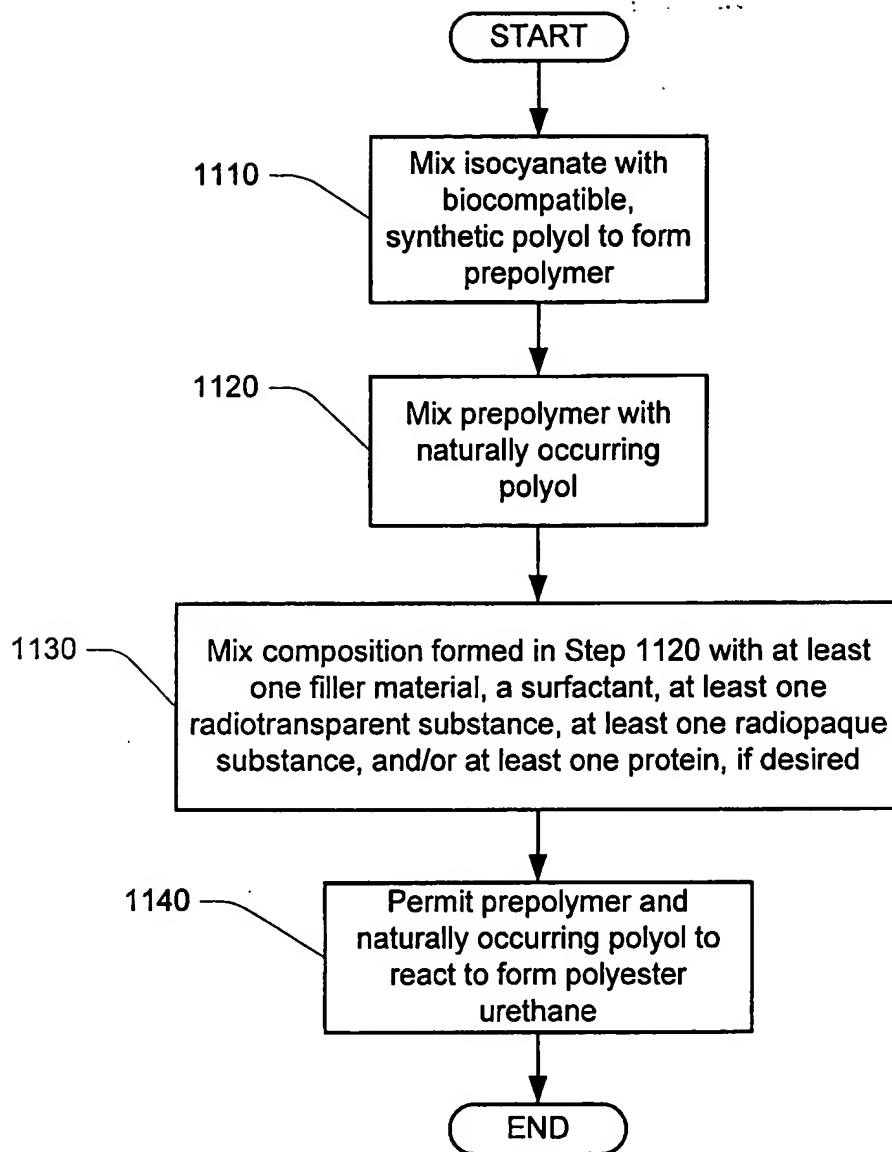 START
1110
Mix isocyanate with
biocompatible,
synthetic polyol to form
prepolymer
1120
Mix prepolymer with
naturally occurring
polyol
1130
Mix composition formed in Step 1120 with at least
one filler material, a surfactant, at least one
radiotransparent substance, at least one radiopaque
substance, and/or at least one protein, if desired
1140
Permit prepolymer and
naturally occurring polyol to
react to form polyester
urethane
END